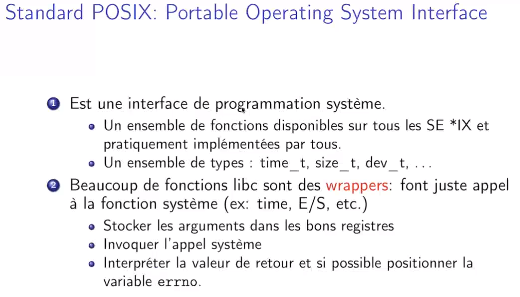 Standard POSIX: Portable Operating System Interface
1 Est une interface de programmation système.
• Un ensemble de fonctions disponibles sur tous les SE *IX et
pratiquement implémentées par tous.
• Un ensemble de types : time_t, size_t, dev_t, ...
2 Beaucoup de fonctions libc sont des wrappers: font juste appel
à la fonction système (ex: time, E/S, etc.)
• Stocker les arguments dans les bons registres
• Invoquer l'appel système
• Interpréter la valeur de retour et si possible positionner la
variable errno.